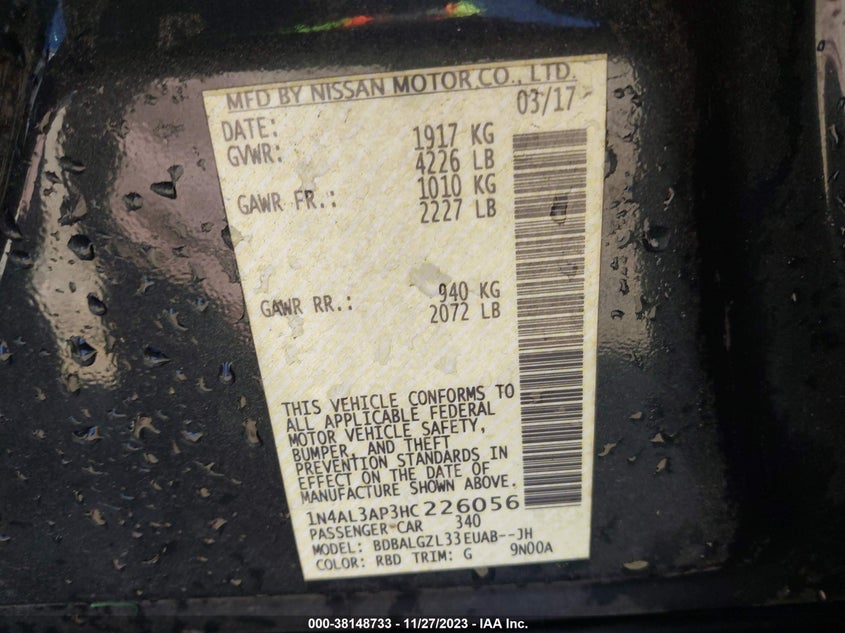 MFD BY NISSAN MOTOR CO., LTD.
DATE: 03/17
GVWR: 1917 KG
4226 LB
GAWR FR.: 1010 KG
2227 LB
GAWR RR.: 940 KG
2072 LB
THIS VEHICLE CONFORMS TO
ALL APPLICABLE FEDERAL
MOTOR VEHICLE SAFETY,
BUMPER, AND THEFT
PREVENTION STANDARDS IN
EFFECT ON THE DATE OF
MANUFACTURE SHOWN ABOVE.
1N4AL3AP3HC226056
PASSENGER CAR 340
MODEL: BDBALGZL33EUAB--JH
COLOR: RBD TRIM: G 9N00A
000-38148733 - 11/27/2023 - IAA Inc.